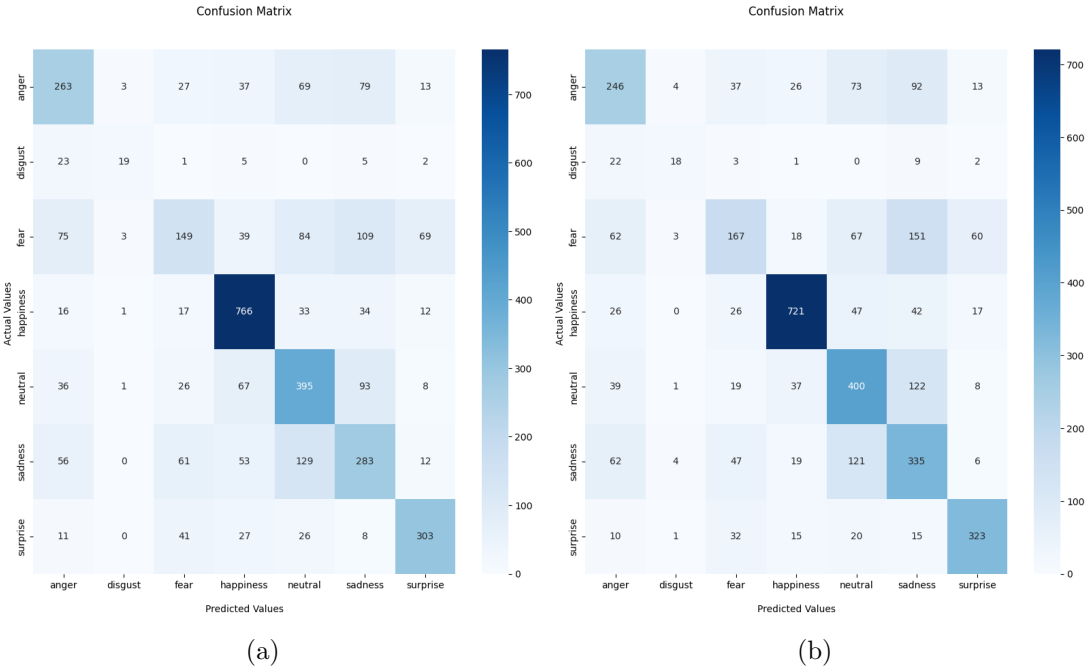 Confusion Matrix
anger 263 3 27 37 69 79 13
disgust 23 19 1 5 0 5 2
fear 75 3 149 39 84 109 69
happiness 16 1 17 766 33 34 12
neutral 36 1 26 67 395 93 8
sadness 56 0 61 53 129 283 12
surprise 11 0 41 27 26 8 303
anger disgust fear happiness neutral sadness surprise
Actual Values
Predicted Values
700
600
500
400
300
200
100
0
(a)
Confusion Matrix
anger 246 4 37 26 73 92 13
disgust 22 18 3 1 0 9 2
fear 62 3 167 18 67 151 60
happiness 26 0 26 721 47 42 17
neutral 39 1 19 37 400 122 8
sadness 62 4 47 19 121 335 6
surprise 10 1 32 15 20 15 323
anger disgust fear happiness neutral sadness surprise
Actual Values
Predicted Values
700
600
500
400
300
200
100
0
(b)